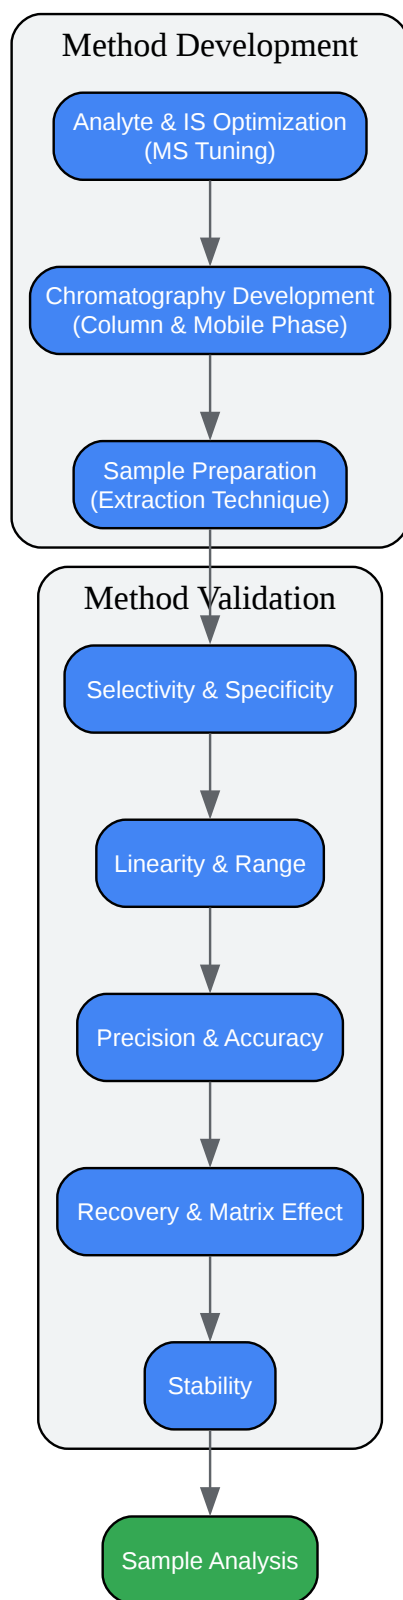 Method Development
Analyte & IS Optimization
(MS Tuning)
Chromatography Development
(Column & Mobile Phase)
Sample Preparation
(Extraction Technique)
Method Validation
Selectivity & Specificity
Linearity & Range
Precision & Accuracy
Recovery & Matrix Effect
Stability
Sample Analysis